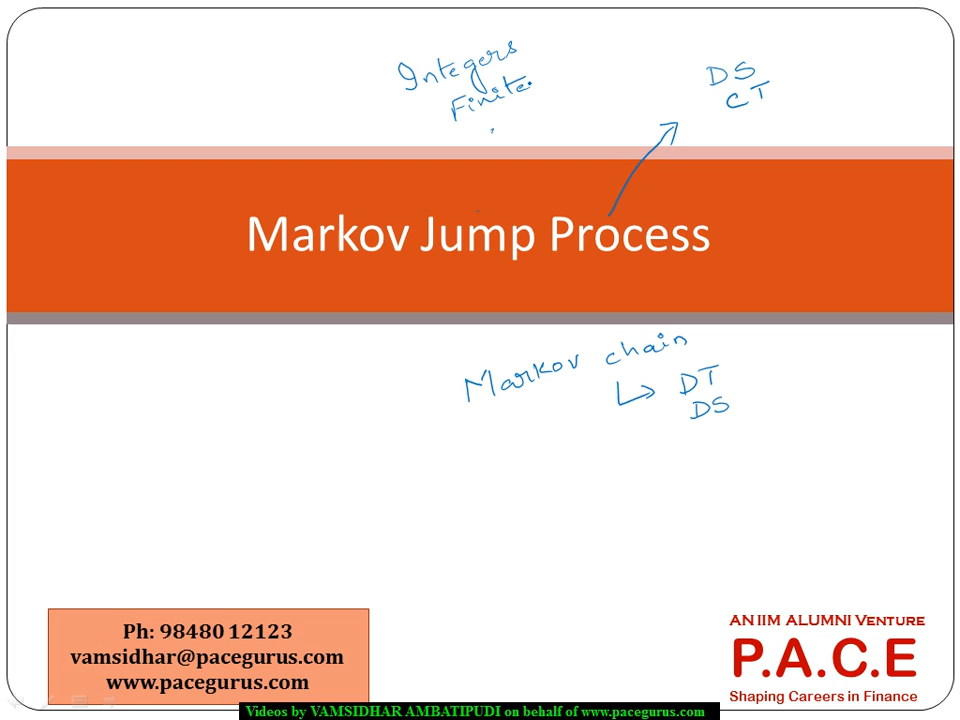 Integers
Finite.
DS
CT
Markov Jump Process
Markov chain
DT
DS
Ph: 98480 12123
vamsidhar@pacegurus.com
www.pacegurus.com
AN IIM ALUMNI VENTURE
P.A.C.E
Shaping Careers in Finance
Videos by VAMSIDHAR AMBATIPUDI on behalf of www.pacegurus.com